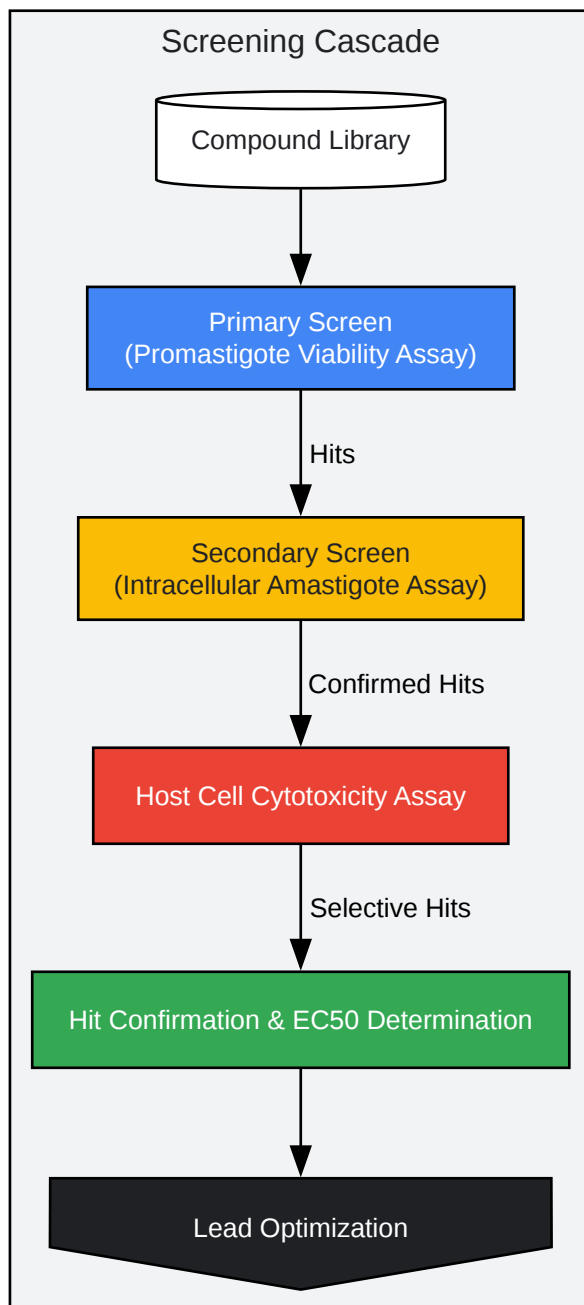 Screening Cascade
Compound Library
Primary Screen
(Promastigote Viability Assay)
Hits
Secondary Screen
(Intracellular Amastigote Assay)
Confirmed Hits
Host Cell Cytotoxicity Assay
Selective Hits
Hit Confirmation & EC50 Determination
Lead Optimization